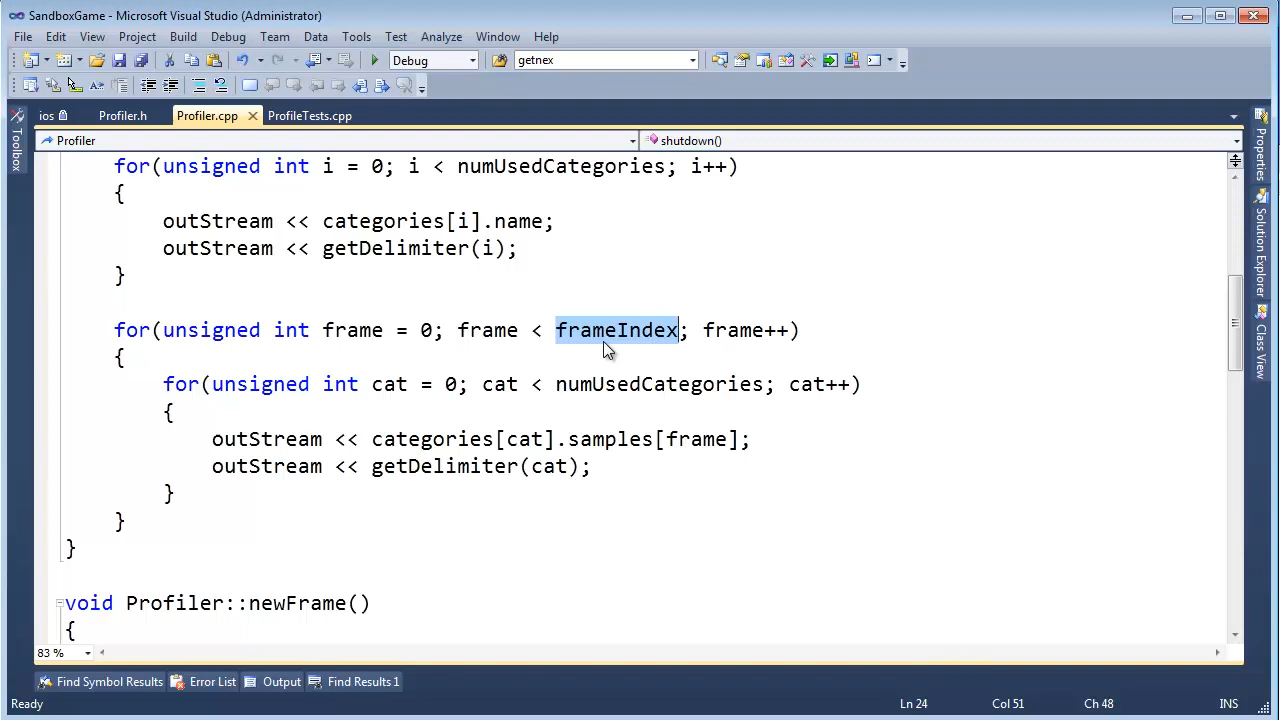 SandboxGame - Microsoft Visual Studio (Administrator)
File Edit View Project Build Debug Team Data Tools Test Analyze Window Help
Debug getnex
ios Profiler.h Profiler.cpp ProfileTests.cpp
Profiler shutdown()
for(unsigned int i = 0; i < numUsedCategories; i++)
{
outStream << categories[i].name;
outStream << getDelimiter(i);
}
for(unsigned int frame = 0; frame < frameIndex; frame++)
{
for(unsigned int cat = 0; cat < numUsedCategories; cat++)
{
outStream << categories[cat].samples[frame];
outStream << getDelimiter(cat);
}
}
}
void Profiler::newFrame()
{
83 %
Find Symbol Results Error List Output Find Results 1
Ready Ln 24 Col 51 Ch 48 INS
Toolbox
Properties
Solution Explorer
Class View